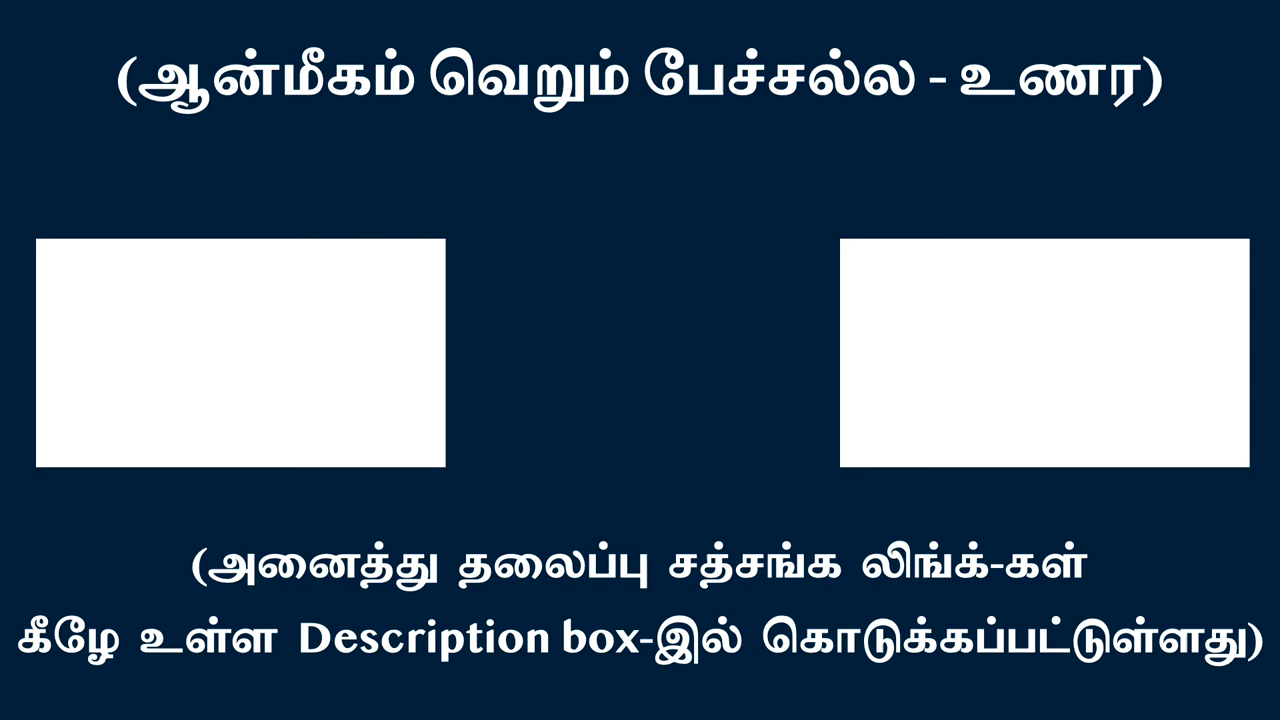 (ஆன்மீகம் வெறும் பேச்சல்ல - உணர)
(அனைத்து தலைப்பு சத்சங்க லிங்க்-கள்
கீழே உள்ள Description box-இல் கொடுக்கப்பட்டுள்ளது)